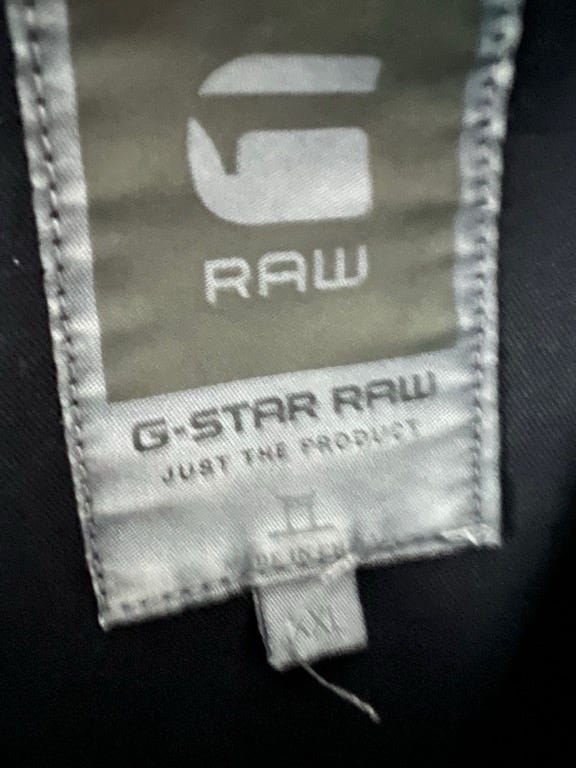 RAW
G-STAR RAW
JUST THE PRODUCT
XXL